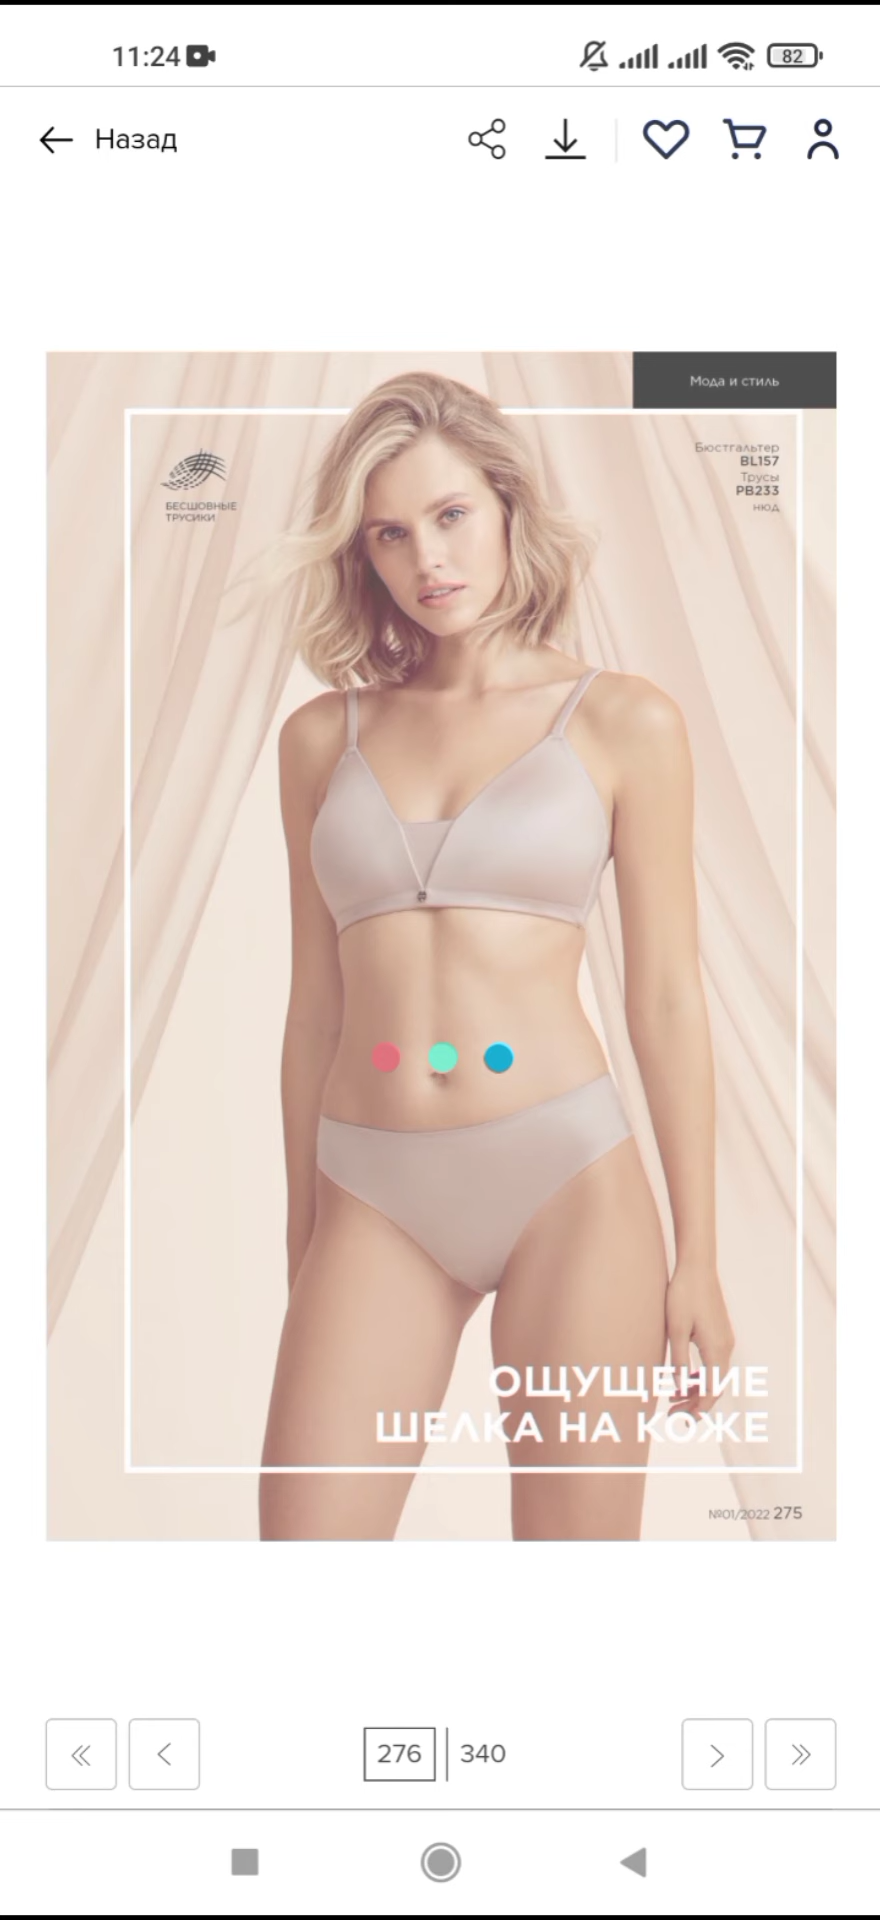 11:24
82
Назад
Мода и стиль
Бюстгальтер
BL157
Трусы
PB233
нюд
БЕСШОВНЫЕ
ТРУСИКИ
ОЩУЩЕНИЕ
ШЕЛКА НА КОЖЕ
№01/2022 275
276 340